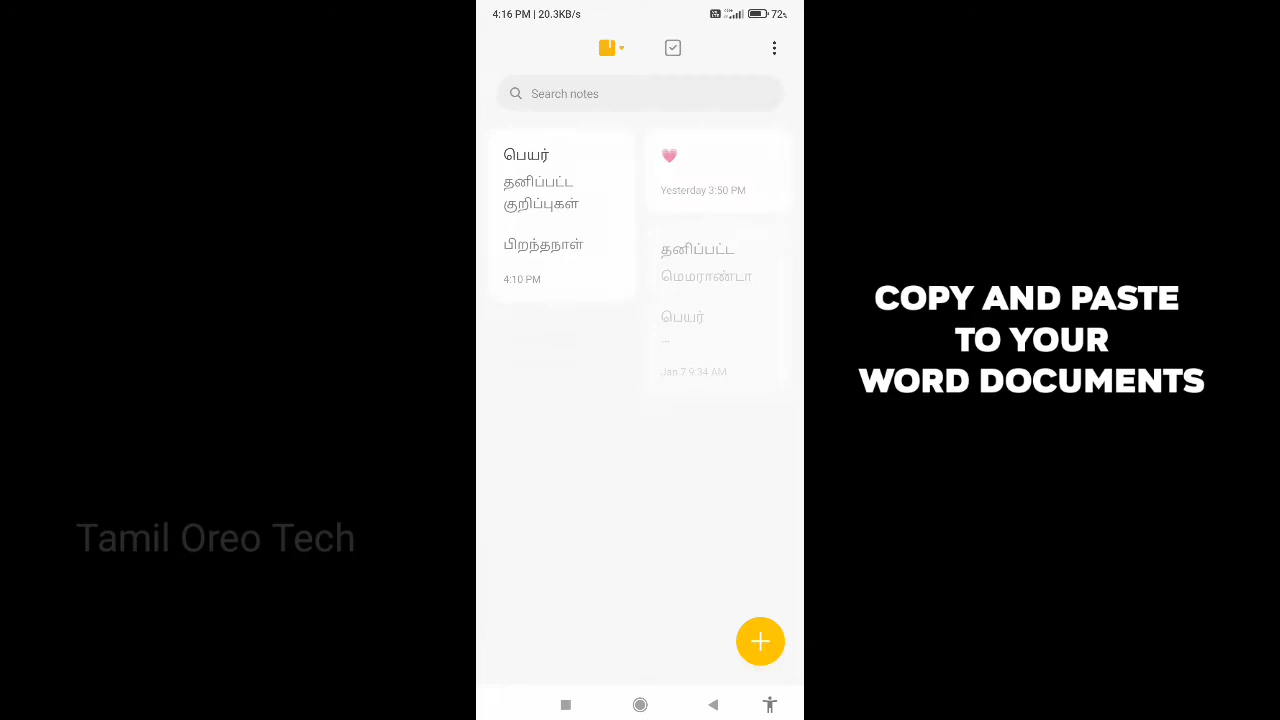 4:16 PM | 20.3KB/s
72%
Search notes
பெயர்
தனிப்பட்ட
குறிப்புகள்
பிறந்தநாள்
4:10 PM
Yesterday 3:50 PM
தனிப்பட்ட
மெமராண்டா
பெயர்
...
Jan 7 9:34 AM
COPY AND PASTE
TO YOUR
WORD DOCUMENTS
Tamil Oreo Tech